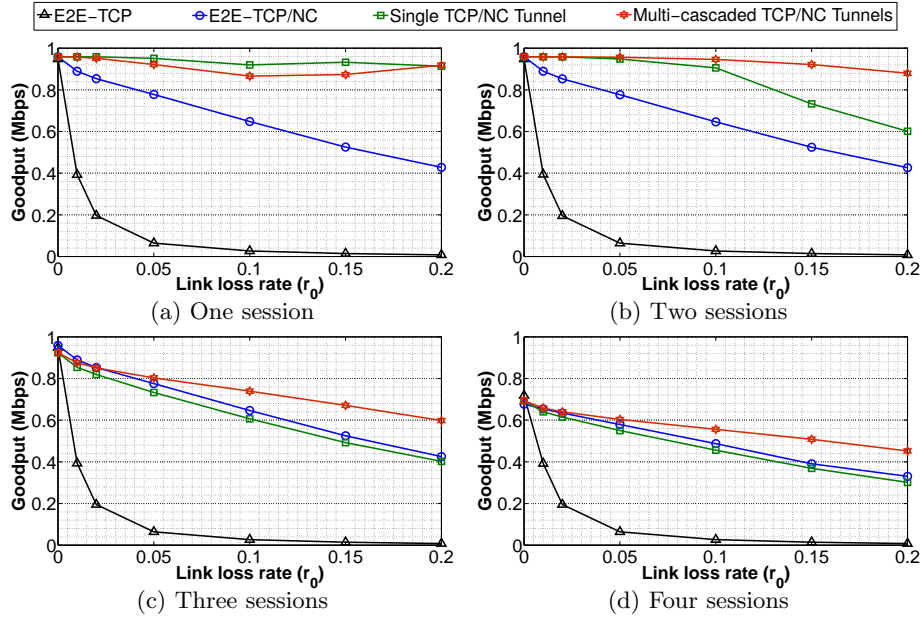 E2E-TCP E2E-TCP/NC Single TCP/NC Tunnel Multi-cascaded TCP/NC Tunnels
1
0.8
0.6
0.4
0.2
0
Goodput (Mbps)
0 0.05 0.1 0.15 0.2
Link loss rate (r0)
(a) One session
1
0.8
0.6
0.4
0.2
0
Goodput (Mbps)
0 0.05 0.1 0.15 0.2
Link loss rate (r0)
(b) Two sessions
1
0.8
0.6
0.4
0.2
0
Goodput (Mbps)
0 0.05 0.1 0.15 0.2
Link loss rate (r0)
(c) Three sessions
1
0.8
0.6
0.4
0.2
0
Goodput (Mbps)
0 0.05 0.1 0.15 0.2
Link loss rate (r0)
(d) Four sessions